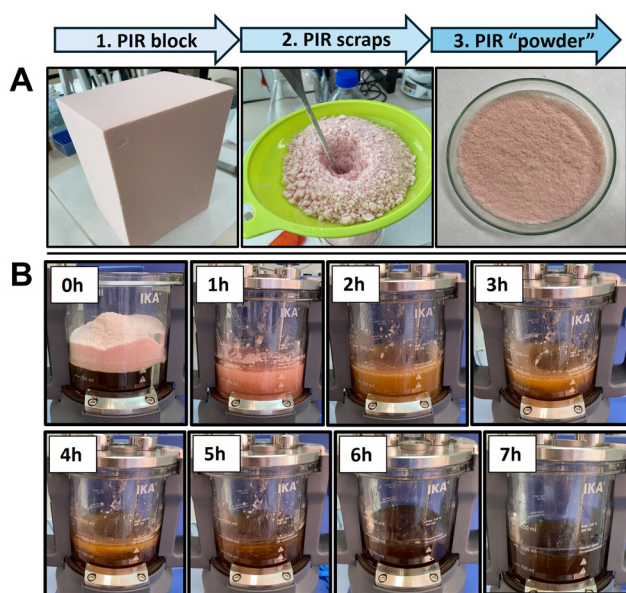 1. PIR block
2. PIR scraps
3. PIR “powder”
A
B
0h
IKA
1h
IKA
2h
IKA
3h
IKA
4h
IKA
5h
IKA
6h
IKA
7h